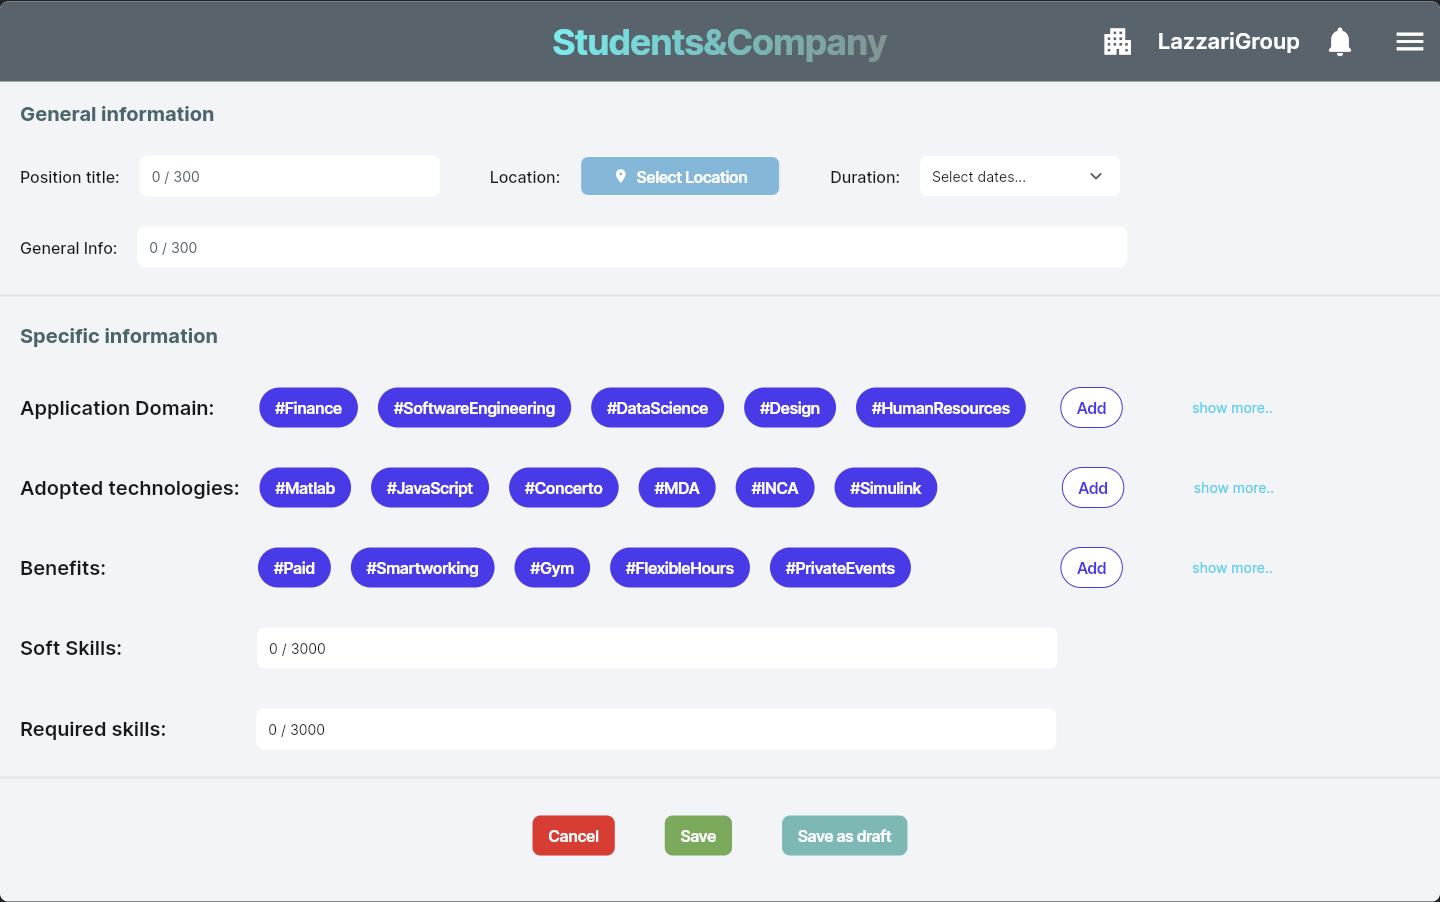 Students&Company
LazzariGroup
General information
Position title: 0 / 300 Location: Select Location Duration: Select dates...
General Info: 0 / 300
Specific information
Application Domain: #Finance #SoftwareEngineering #DataScience #Design #HumanResources Add show more..
Adopted technologies: #Matlab #JavaScript #Concerto #MDA #INCA #Simulink Add show more..
Benefits: #Paid #Smartworking #Gym #FlexibleHours #PrivateEvents Add show more..
Soft Skills: 0 / 3000
Required skills: 0 / 3000
Cancel Save Save as draft